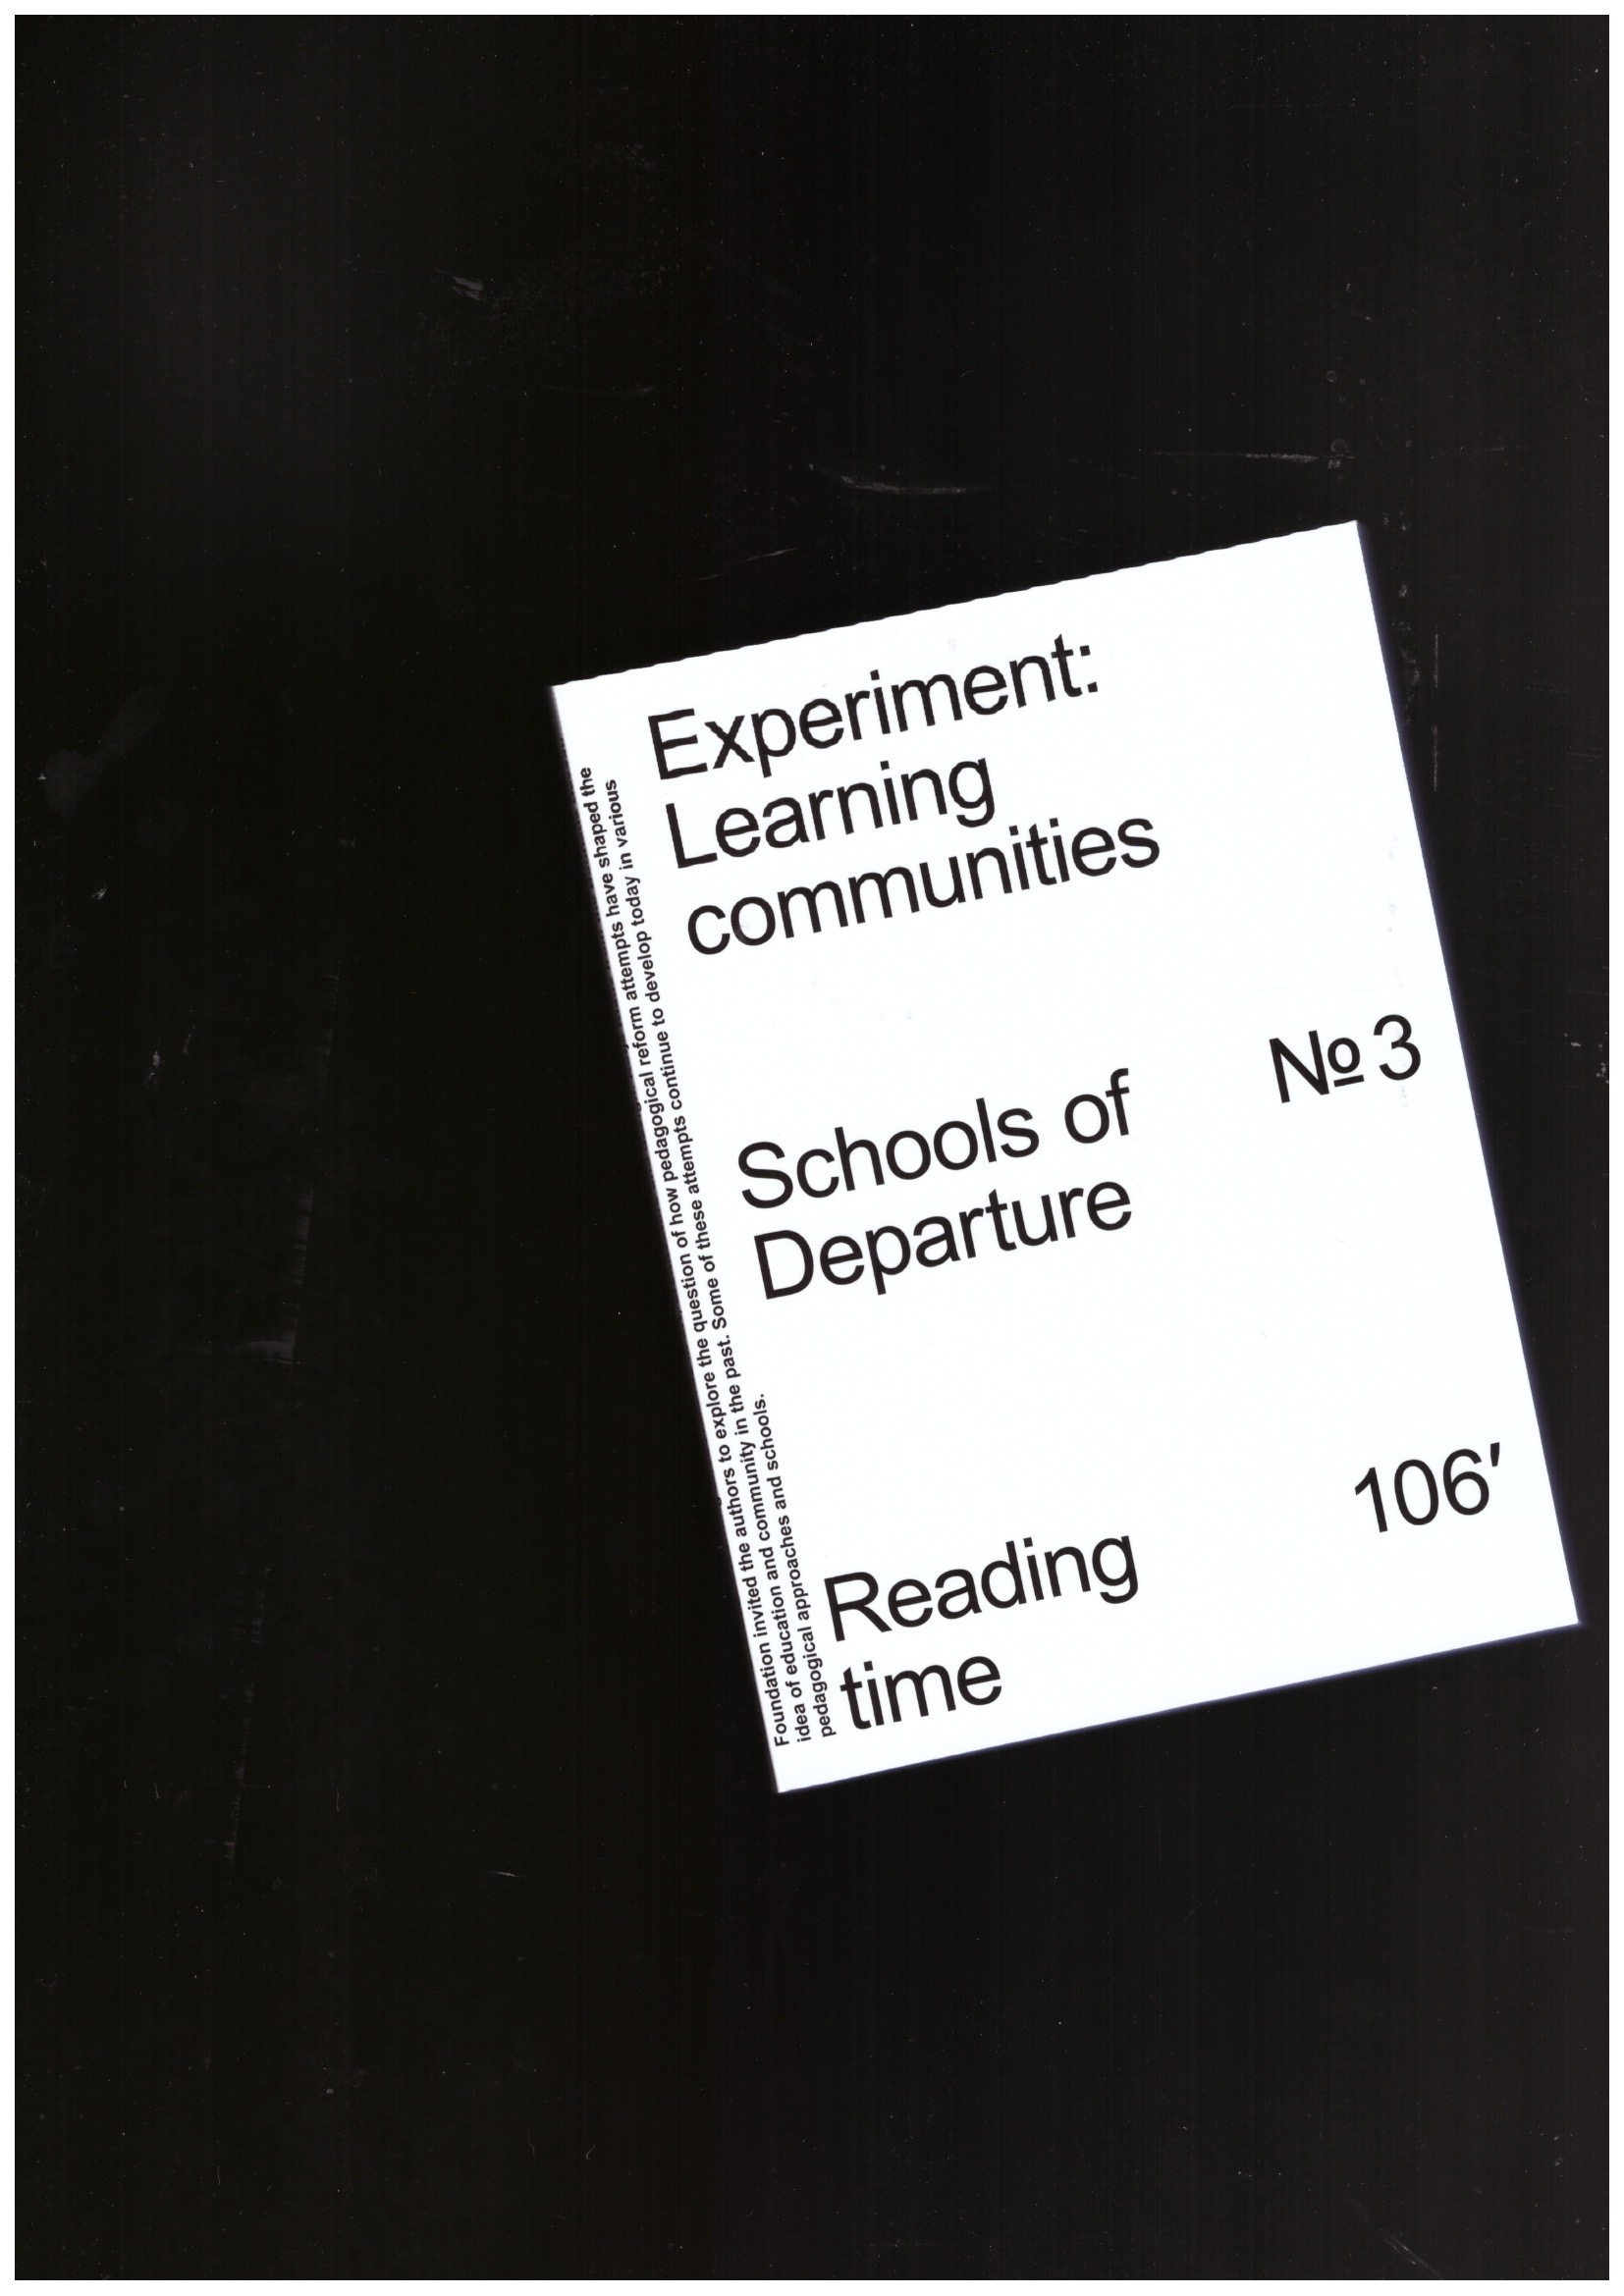 Experiment:
Learning
communities
Schools of
Departure
№ 3
Reading
time
106′
Foundation invited the authors to explore the question of how pedagogical reform attempts have shaped the
idea of education and community in the past. Some of these attempts continue to develop today in various
pedagogical approaches and schools.